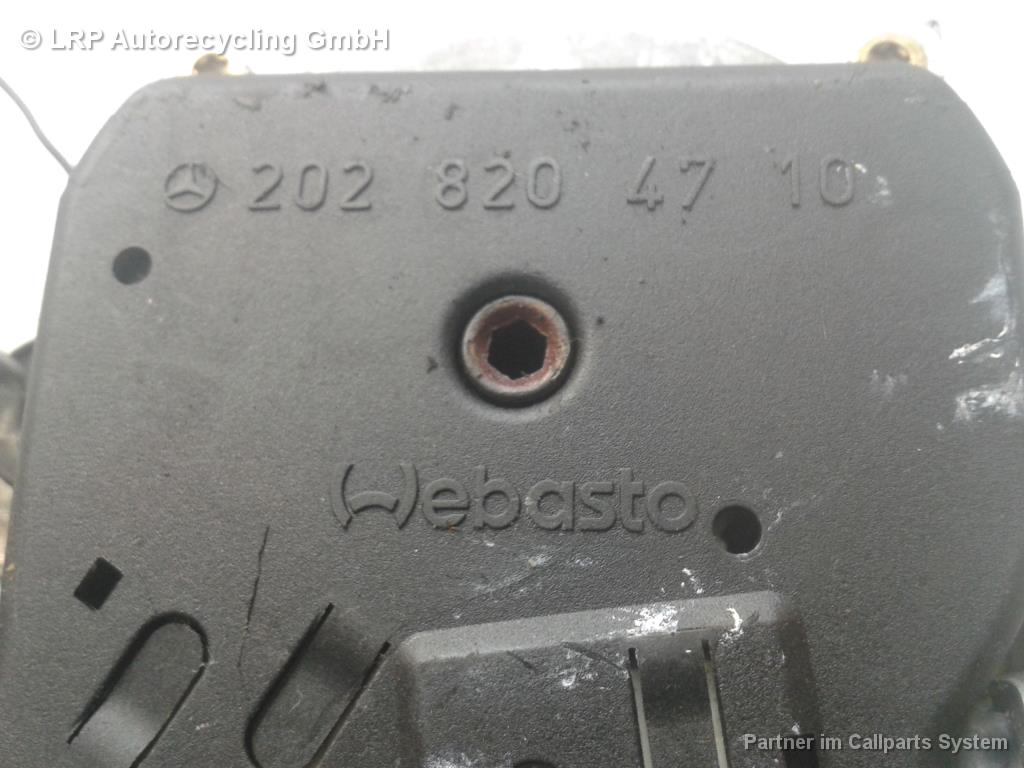 © LRP Autorecycling GmbH
202 820 47 10
Webasto
Partner im Callparts System